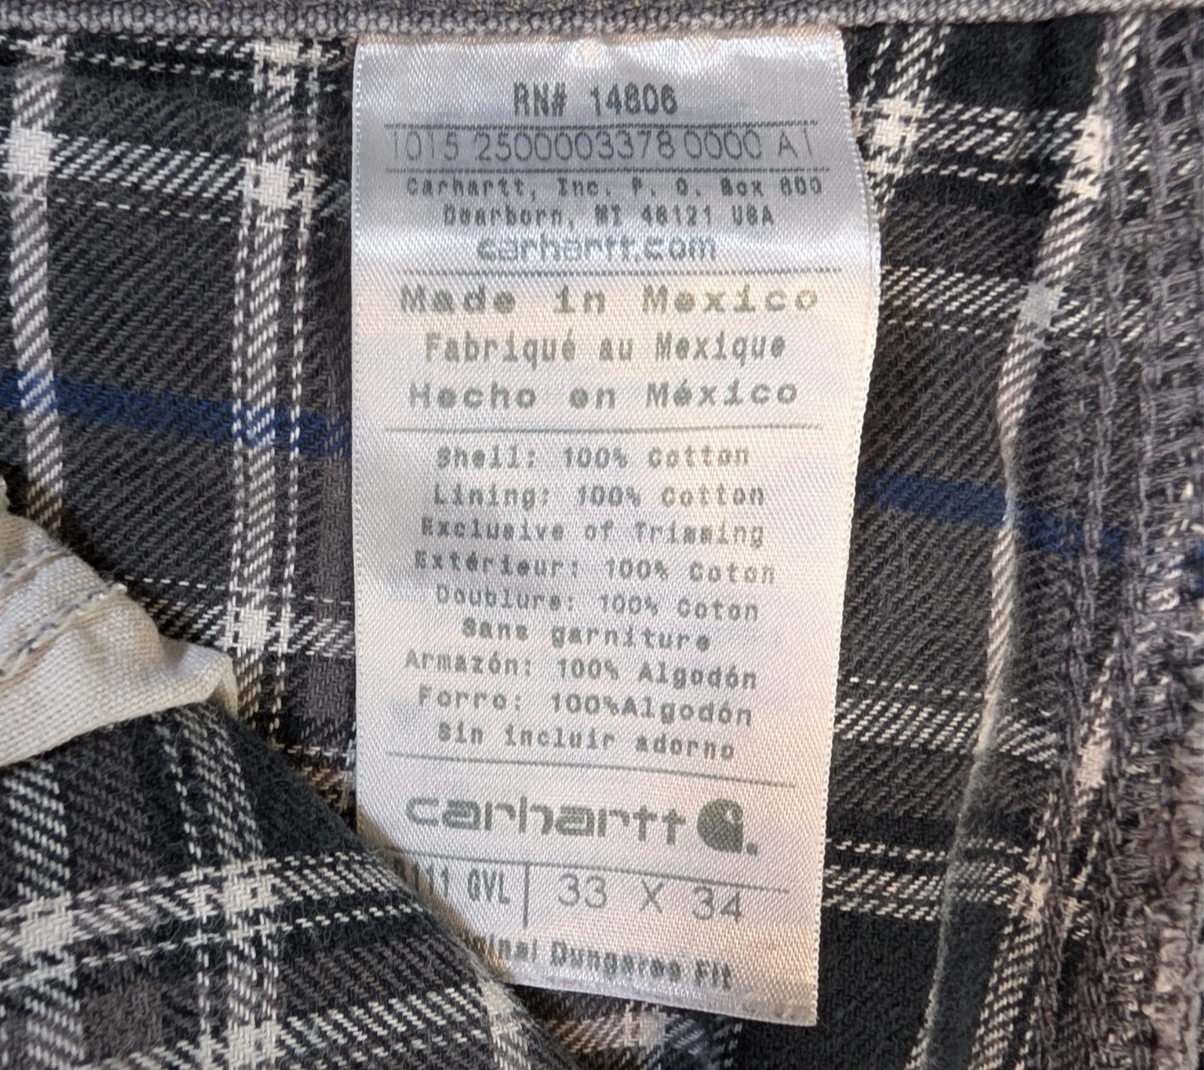 RN# 14806
1015 2500003378 0000 A1
Carhartt, Inc. P. O. Box 600
Dearborn, MI 48121 USA
carhartt.com
Made in Mexico
Fabriqué au Mexique
Hecho en México
Shell: 100% Cotton
Lining: 100% Cotton
Exclusive of Trimming
Extérieur: 100% Coton
Doublure: 100% Coton
Sans garniture
Armazón: 100% Algodón
Forro: 100%Algodón
Sin incluir adorno
carhartt
GVL 33 X 34
Dungaree Fit